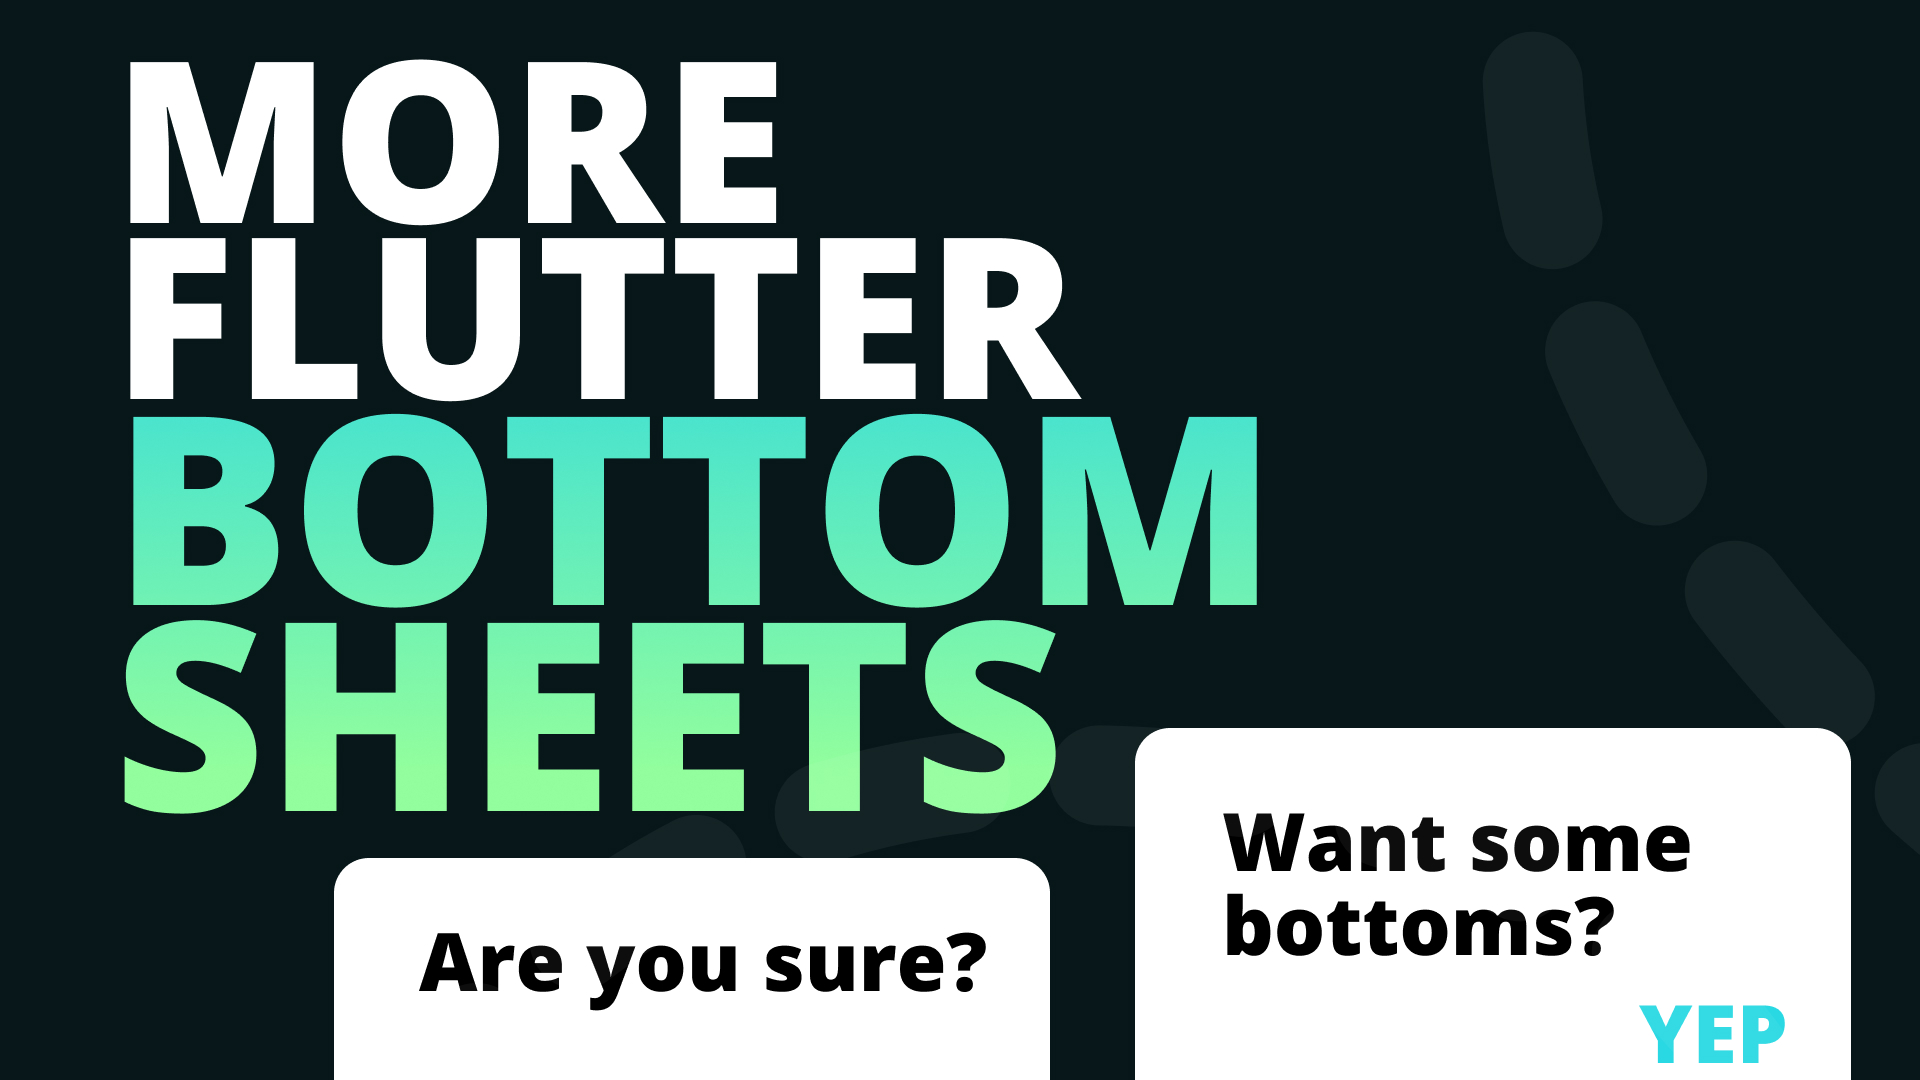 MORE
FLUTTER
BOTTOM
SHEETS
Are you sure?
Want some
bottoms?
YEP